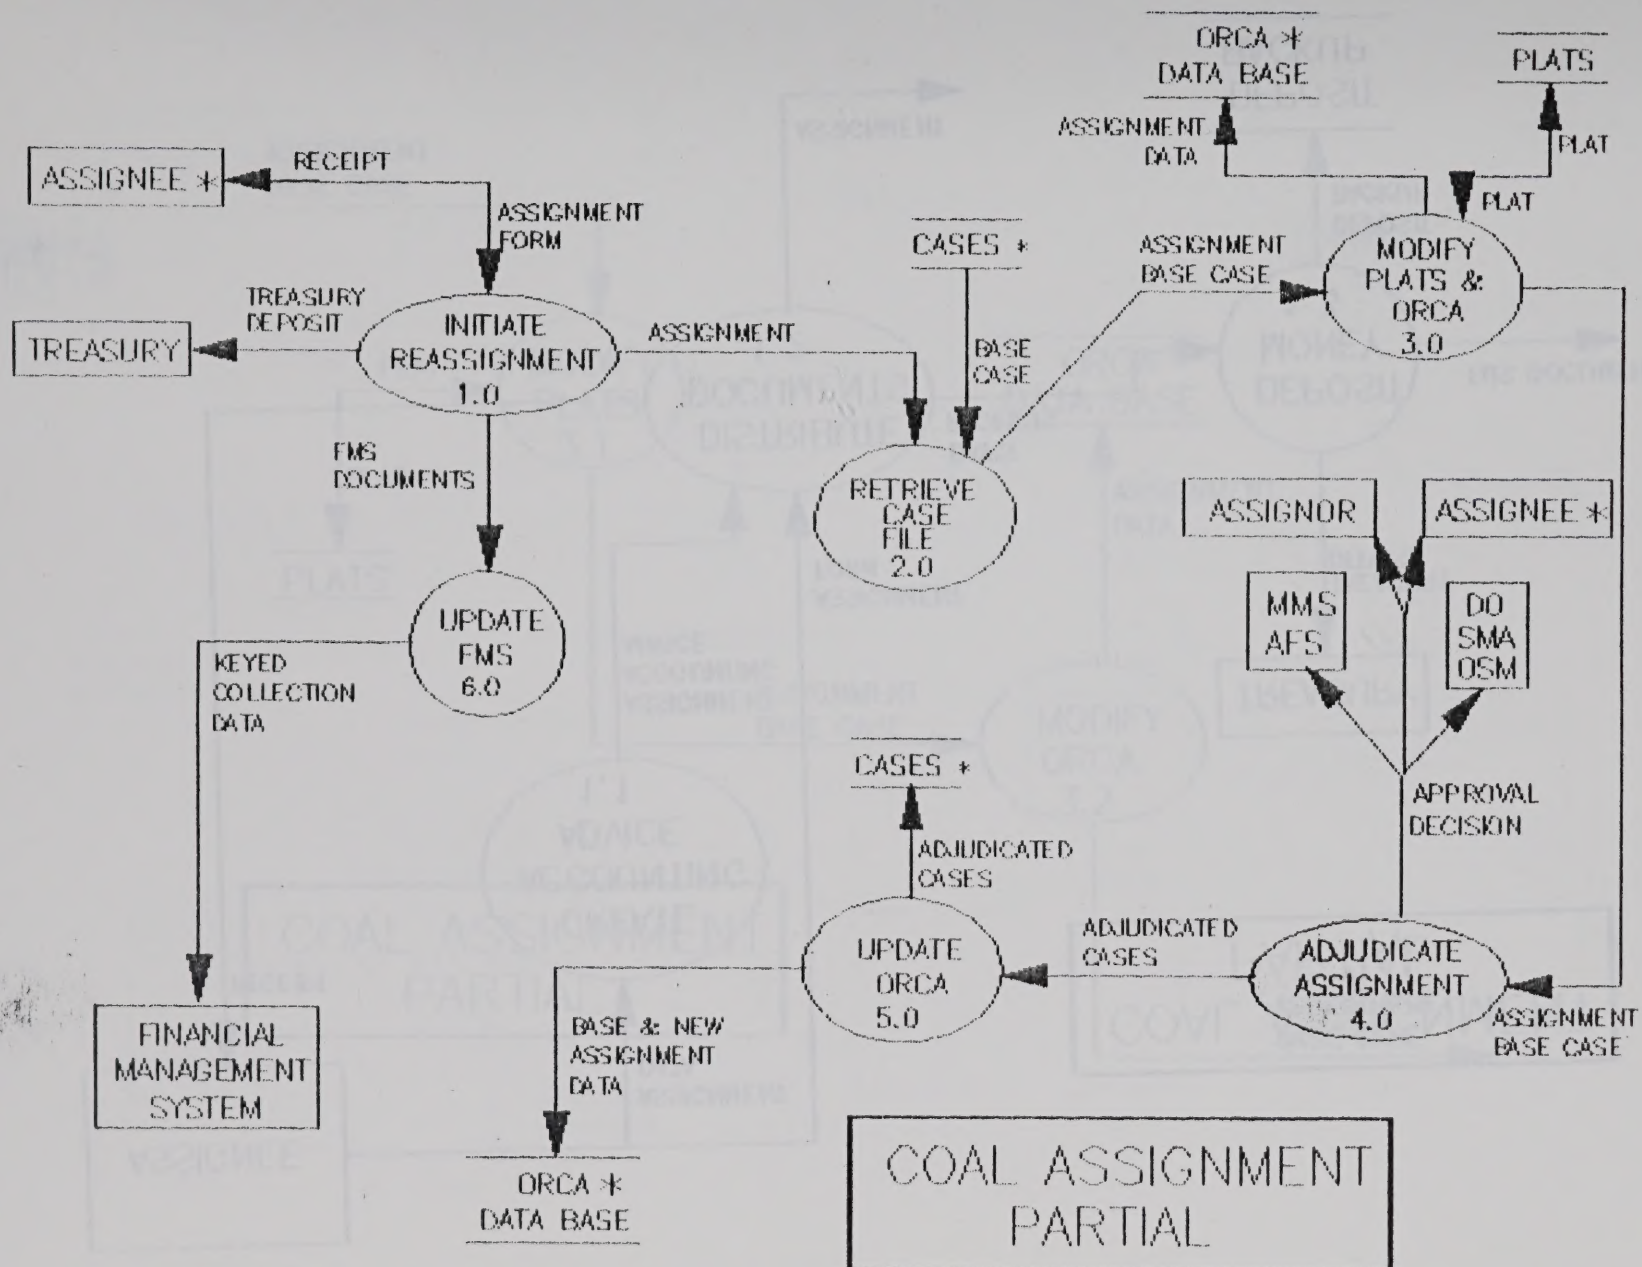 ORCA *
DATA BASE
PLATS
ASSIGNMENT
DATA
PLAT
PLAT
ASSIGNEE *
RECEIPT
ASSIGNMENT
FORM
CASES *
ASSIGNMENT
BASE CASE
MODIFY
PLATS &
ORCA
3.0
TREASURY
DEPOSIT
TREASURY
INITIATE
REASSIGNMENT
1.0
ASSIGNMENT
BASE
CASE
FMS
DOCUMENTS
RETRIEVE
CASE
FILE
2.0
ASSIGNOR
ASSIGNEE *
MMS
AFS
DO
SMA
OSM
UPDATE
FMS
6.0
KEYED
COLLECTION
DATA
CASES *
APPROVAL
DECISION
ADJUDICATED
CASES
UPDATE
ORCA
5.0
ADJUDICATED
CASES
ADJUDICATE
ASSIGNMENT
4.0
ASSIGNMENT
BASE CASE
FINANCIAL
MANAGEMENT
SYSTEM
BASE & NEW
ASSIGNMENT
DATA
ORCA *
DATA BASE
COAL ASSIGNMENT
PARTIAL